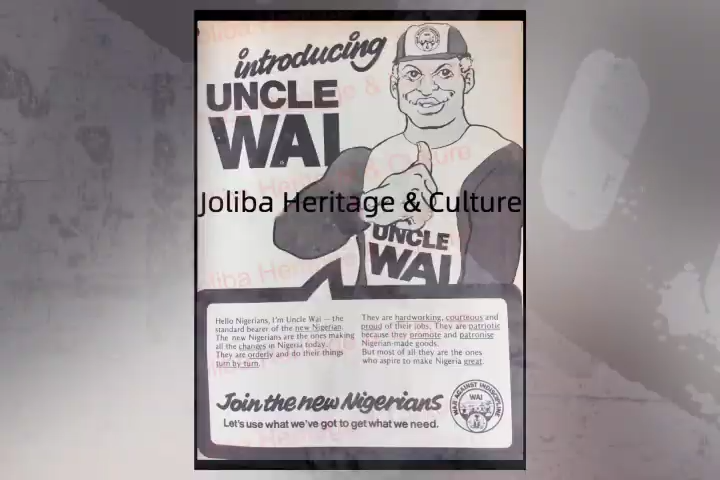 introducing
UNCLE
WAI
Joliba Heritage & Culture
UNCLE
WAI
Hello Nigerians, I'm Uncle Wai — the
standard bearer of the new Nigerian.
The new Nigerians are the ones making
all the changes in Nigeria today.
They are orderly and do their things
turn by turn.
They are hardworking, courteous and
proud of their jobs. They are patriotic
because they promote and patronise
Nigerian-made goods.
But most of all they are the ones
who aspire to make Nigeria great.
Join the new Nigerians
Let's use what we've got to get what we need.
WAR AGAINST INDISCIPLINE
WAI